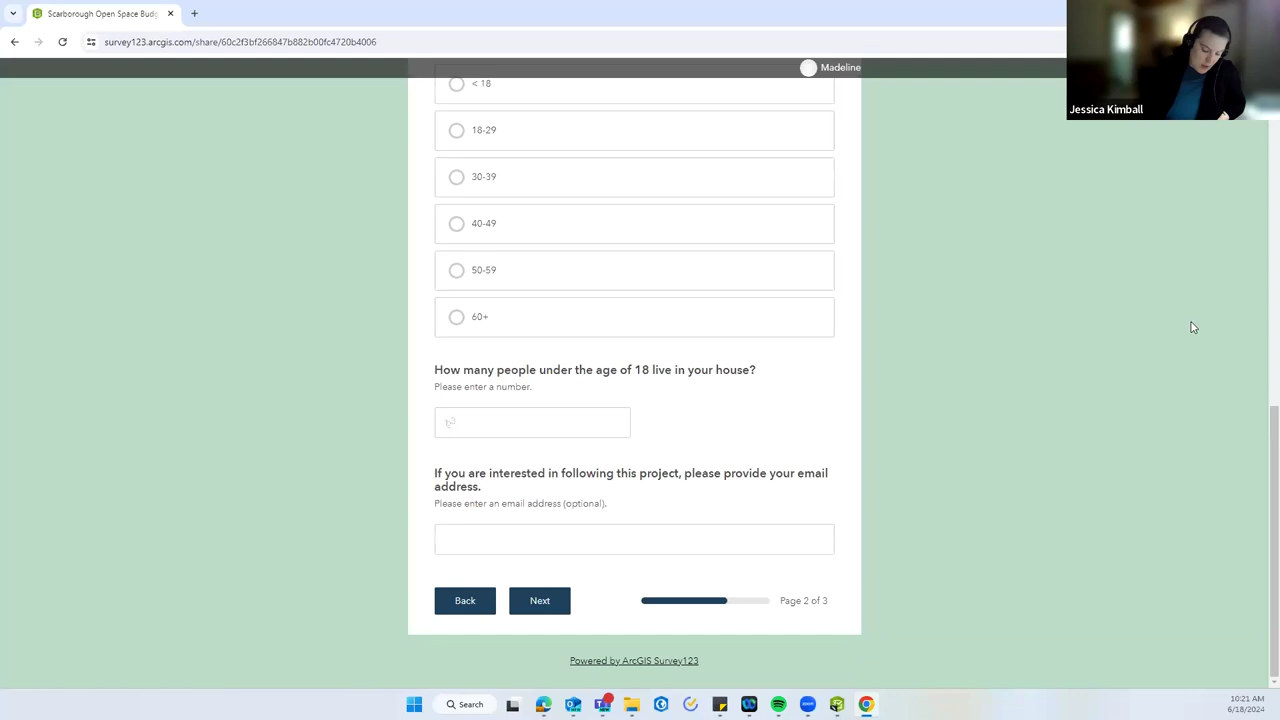 Scarborough Open Space Budg
survey123.arcgis.com/share/60c2f3bf266847b882b00fc4720b4006
Madeline
Jessica Kimball
< 18
18-29
30-39
40-49
50-59
60+
How many people under the age of 18 live in your house?
Please enter a number.
If you are interested in following this project, please provide your email
address.
Please enter an email address (optional).
Back
Next
Page 2 of 3
Powered by ArcGIS Survey123
Search
10:21 AM
6/18/2024